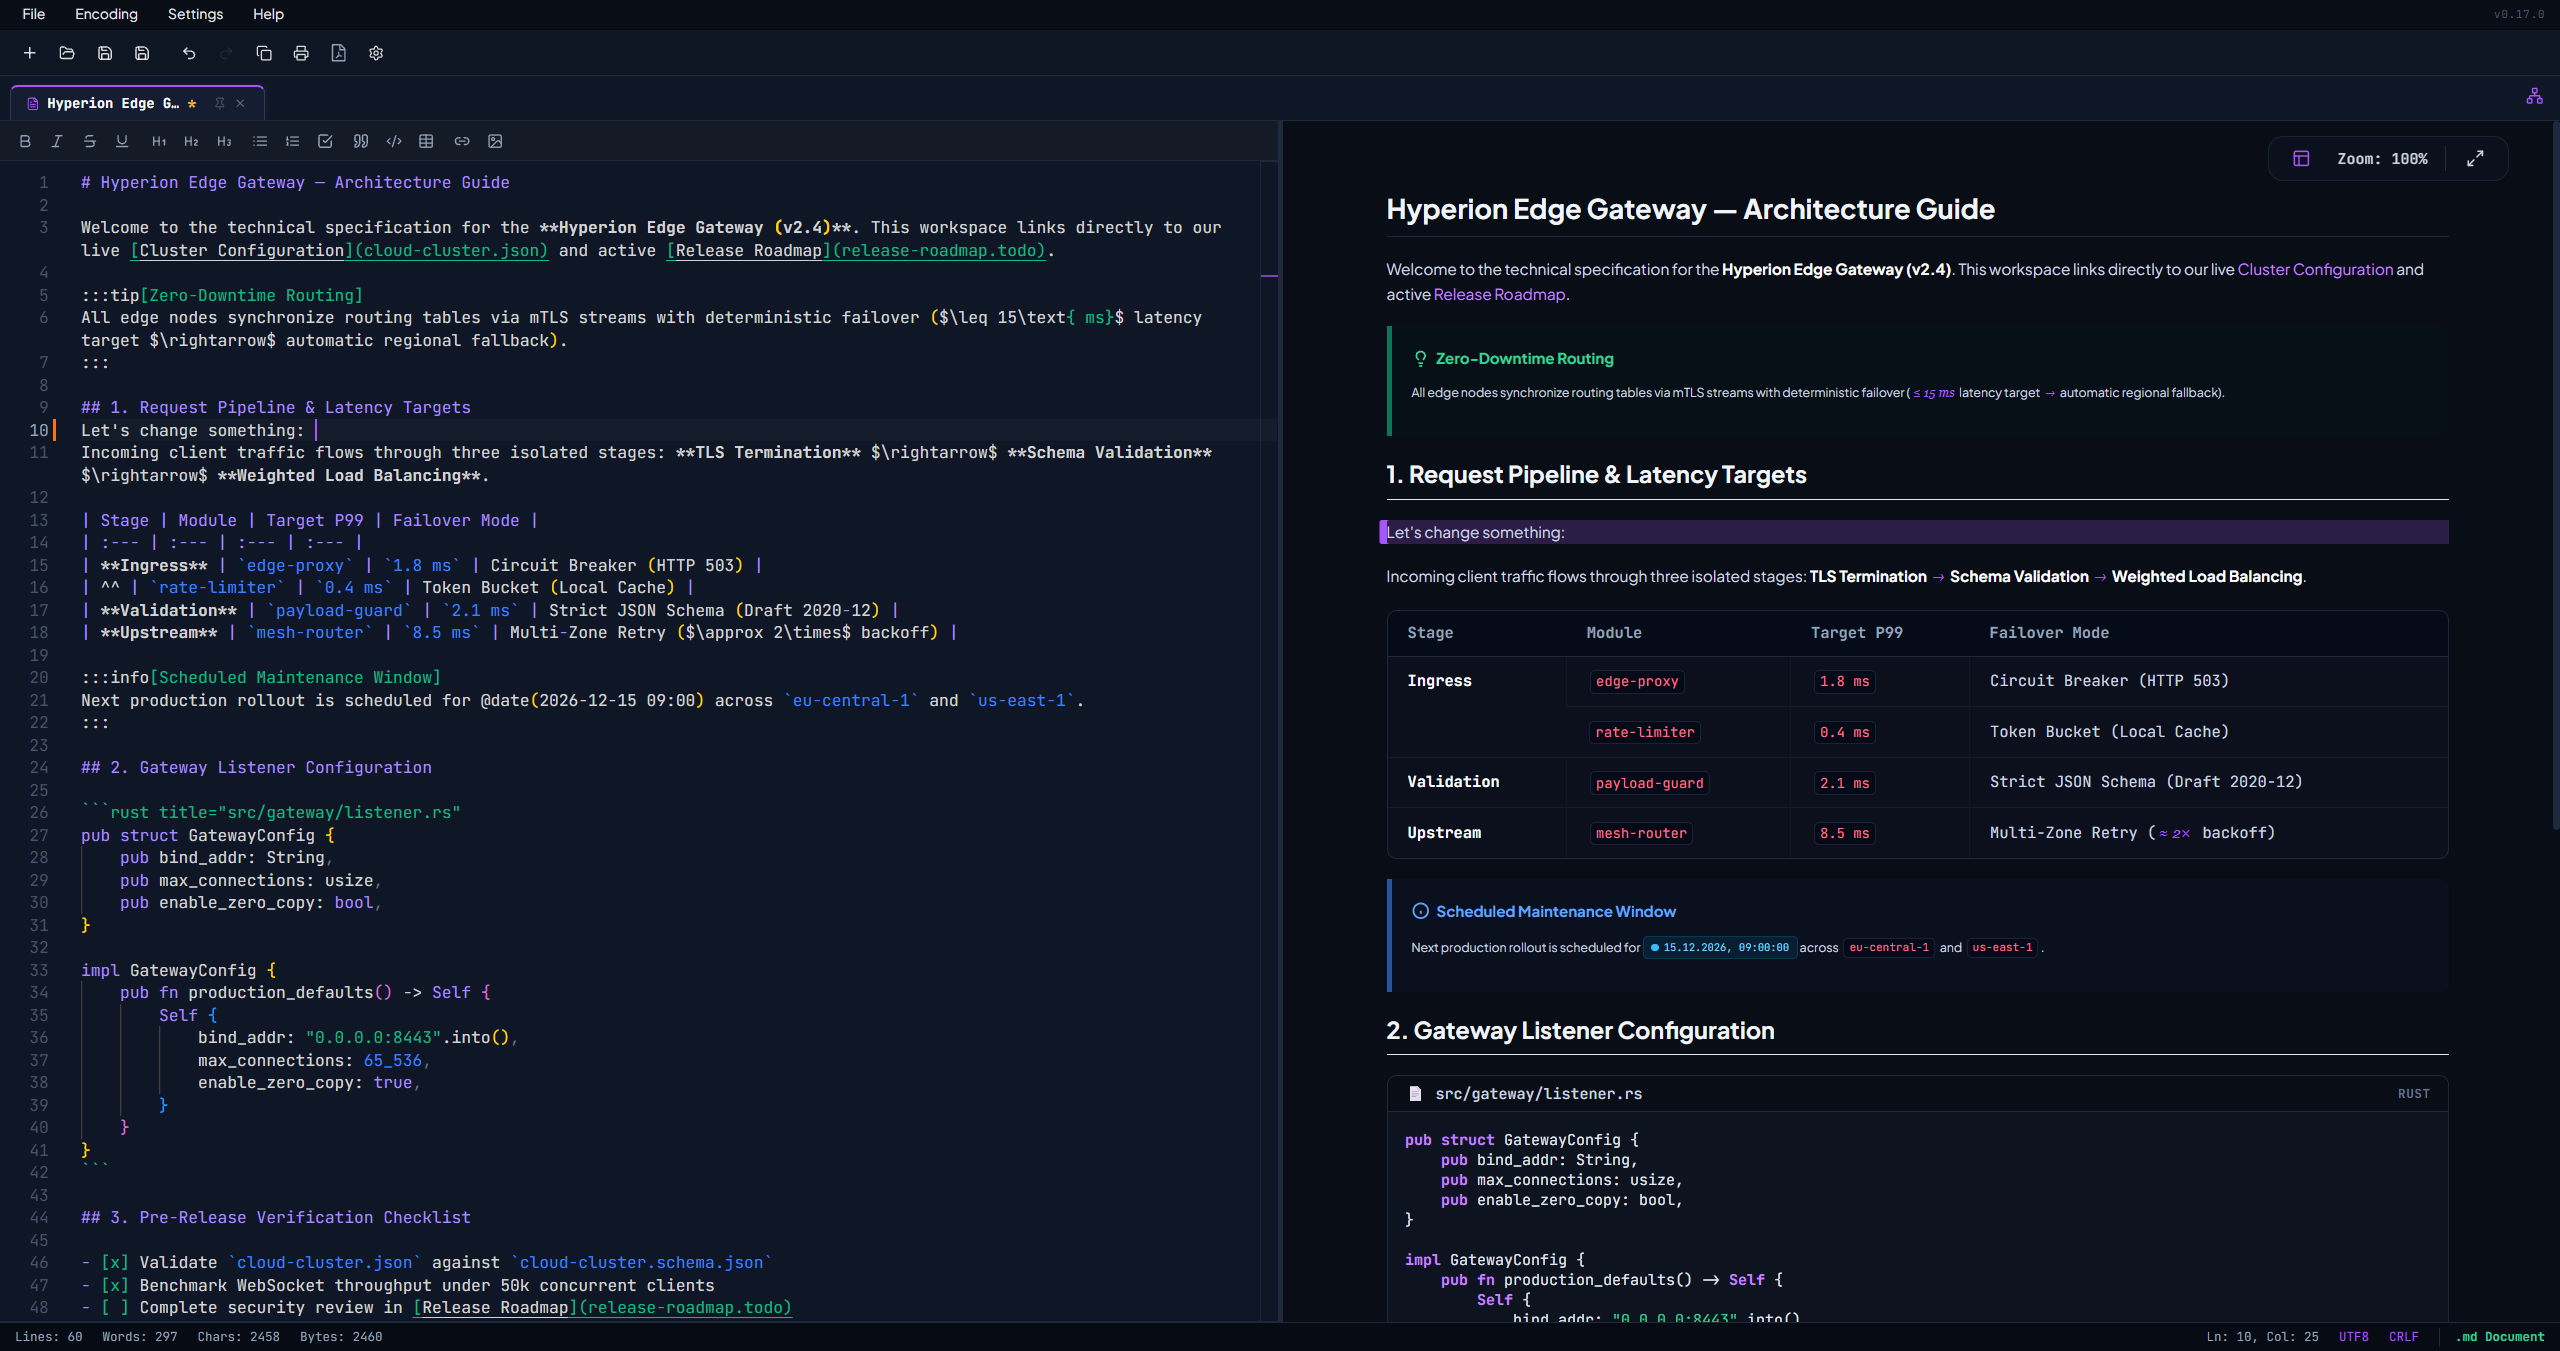 File Encoding Settings Help v0.17.0
Hyperion Edge G… *
B I S U H1 H2 H3
1 # Hyperion Edge Gateway — Architecture Guide
2
3 Welcome to the technical specification for the **Hyperion Edge Gateway (v2.4)**. This workspace links directly to our
live [Cluster Configuration](cloud-cluster.json) and active [Release Roadmap](release-roadmap.todo).
4
5 :::tip[Zero-Downtime Routing]
6 All edge nodes synchronize routing tables via mTLS streams with deterministic failover ($\leq 15\text{ ms}$ latency
target $\rightarrow$ automatic regional fallback).
7 :::
8
9 ## 1. Request Pipeline & Latency Targets
10 Let's change something:
11 Incoming client traffic flows through three isolated stages: **TLS Termination** $\rightarrow$ **Schema Validation**
$\rightarrow$ **Weighted Load Balancing**.
12
13 | Stage | Module | Target P99 | Failover Mode |
14 | :--- | :--- | :--- | :--- |
15 | **Ingress** | `edge-proxy` | `1.8 ms` | Circuit Breaker (HTTP 503) |
16 | ^^ | `rate-limiter` | `0.4 ms` | Token Bucket (Local Cache) |
17 | **Validation** | `payload-guard` | `2.1 ms` | Strict JSON Schema (Draft 2020-12) |
18 | **Upstream** | `mesh-router` | `8.5 ms` | Multi-Zone Retry ($\approx 2\times$ backoff) |
19
20 :::info[Scheduled Maintenance Window]
21 Next production rollout is scheduled for @date(2026-12-15 09:00) across `eu-central-1` and `us-east-1`.
22 :::
23
24 ## 2. Gateway Listener Configuration
25
26 ```rust title="src/gateway/listener.rs"
27 pub struct GatewayConfig {
28 pub bind_addr: String,
29 pub max_connections: usize,
30 pub enable_zero_copy: bool,
31 }
32
33 impl GatewayConfig {
34 pub fn production_defaults() -> Self {
35 Self {
36 bind_addr: "0.0.0.0:8443".into(),
37 max_connections: 65_536,
38 enable_zero_copy: true,
39 }
40 }
41 }
42 ```
43
44 ## 3. Pre-Release Verification Checklist
45
46 - [x] Validate `cloud-cluster.json` against `cloud-cluster.schema.json`
47 - [x] Benchmark WebSocket throughput under 50k concurrent clients
48 - [ ] Complete security review in [Release Roadmap](release-roadmap.todo)
Zoom: 100%
Hyperion Edge Gateway — Architecture Guide
Welcome to the technical specification for the Hyperion Edge Gateway (v2.4). This workspace links directly to our live Cluster Configuration and
active Release Roadmap.
Zero-Downtime Routing
All edge nodes synchronize routing tables via mTLS streams with deterministic failover (≤ 15 ms latency target → automatic regional fallback).
1. Request Pipeline & Latency Targets
Let's change something:
Incoming client traffic flows through three isolated stages: TLS Termination → Schema Validation → Weighted Load Balancing.
Stage Module Target P99 Failover Mode
Ingress edge-proxy 1.8 ms Circuit Breaker (HTTP 503)
rate-limiter 0.4 ms Token Bucket (Local Cache)
Validation payload-guard 2.1 ms Strict JSON Schema (Draft 2020-12)
Upstream mesh-router 8.5 ms Multi-Zone Retry (≈ 2× backoff)
Scheduled Maintenance Window
Next production rollout is scheduled for 15.12.2026, 09:00:00 across eu-central-1 and us-east-1 .
2. Gateway Listener Configuration
src/gateway/listener.rs RUST
pub struct GatewayConfig {
pub bind_addr: String,
pub max_connections: usize,
pub enable_zero_copy: bool,
}
impl GatewayConfig {
pub fn production_defaults() -> Self {
Self {
bind_addr: "0.0.0.0:8443".into()
Lines: 60 Words: 297 Chars: 2458 Bytes: 2460 Ln: 10, Col: 25 UTF8 CRLF .md Document